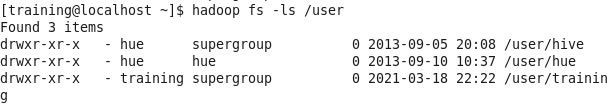 [training@localhost ~]$ hadoop fs -ls /user
Found 3 items
drwxr-xr-x   - hue      supergroup          0 2013-09-05 20:08 /user/hive
drwxr-xr-x   - hue      hue                 0 2013-09-10 10:37 /user/hue
drwxr-xr-x   - training supergroup          0 2021-03-18 22:22 /user/trainin
g